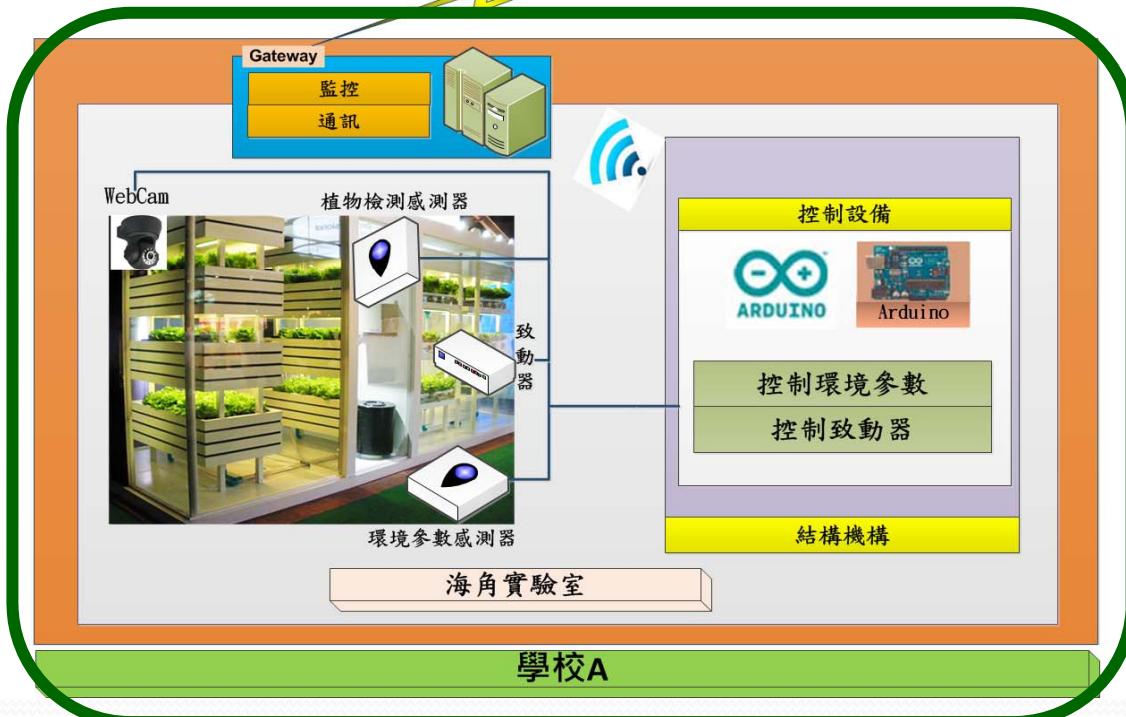 Gateway
監控
通訊
WebCam
植物檢測感測器
致動器
環境參數感測器
控制設備
ARDUINO
Arduino
控制環境參數
控制致動器
結構機構
海角實驗室
學校A